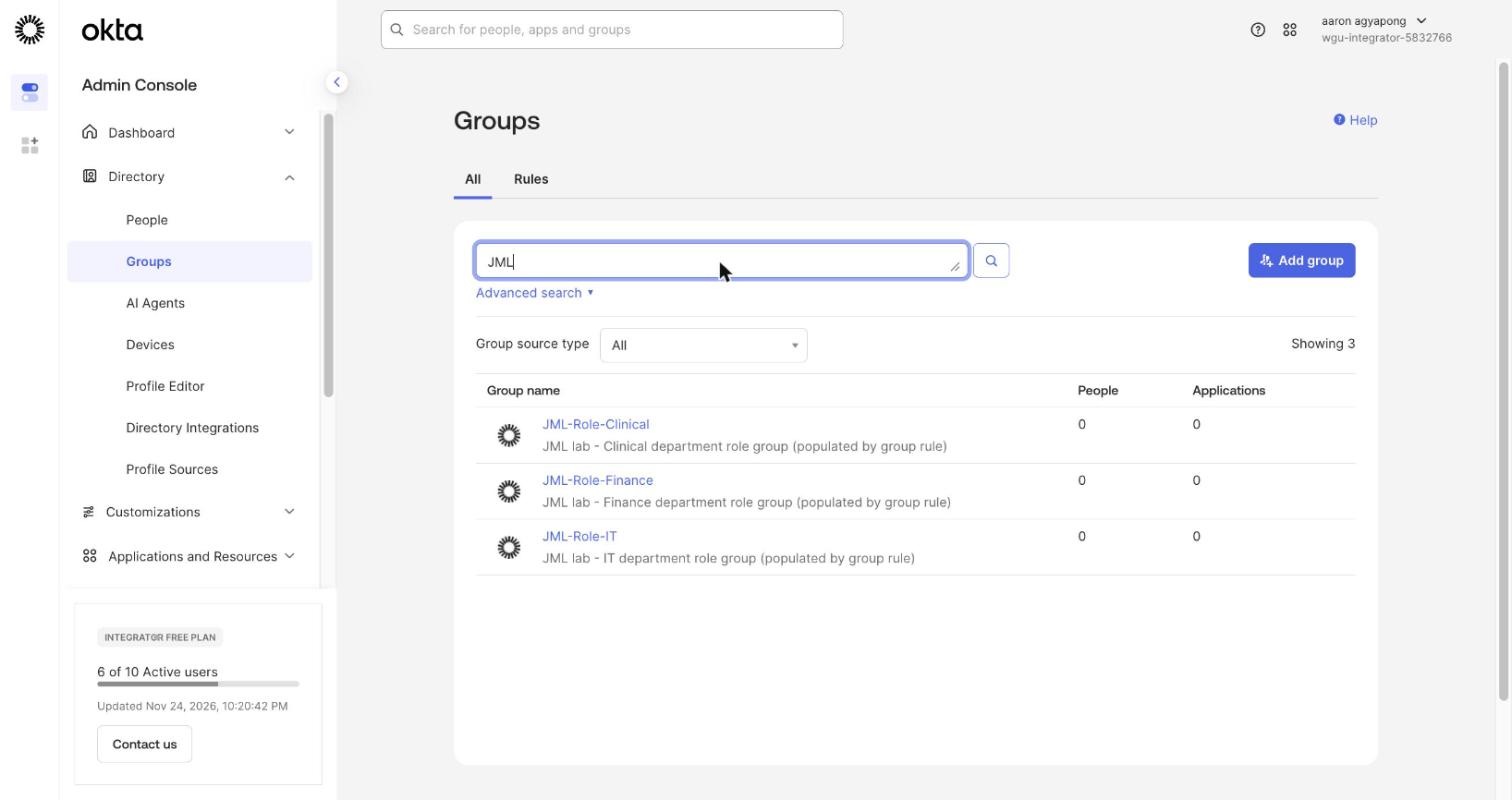 okta
Search for people, apps and groups
aaron agyapong
wgu-integrator-5832766
Admin Console
Dashboard
Directory
People
Groups
AI Agents
Devices
Profile Editor
Directory Integrations
Profile Sources
Customizations
Applications and Resources
INTEGRATOR FREE PLAN
6 of 10 Active users
Updated Nov 24, 2026, 10:20:42 PM
Contact us
Groups
Help
All
Rules
JML
Add group
Advanced search
Group source type
All
Showing 3
Group name People Applications
JML-Role-Clinical 0 0
JML lab - Clinical department role group (populated by group rule)
JML-Role-Finance 0 0
JML lab - Finance department role group (populated by group rule)
JML-Role-IT 0 0
JML lab - IT department role group (populated by group rule)